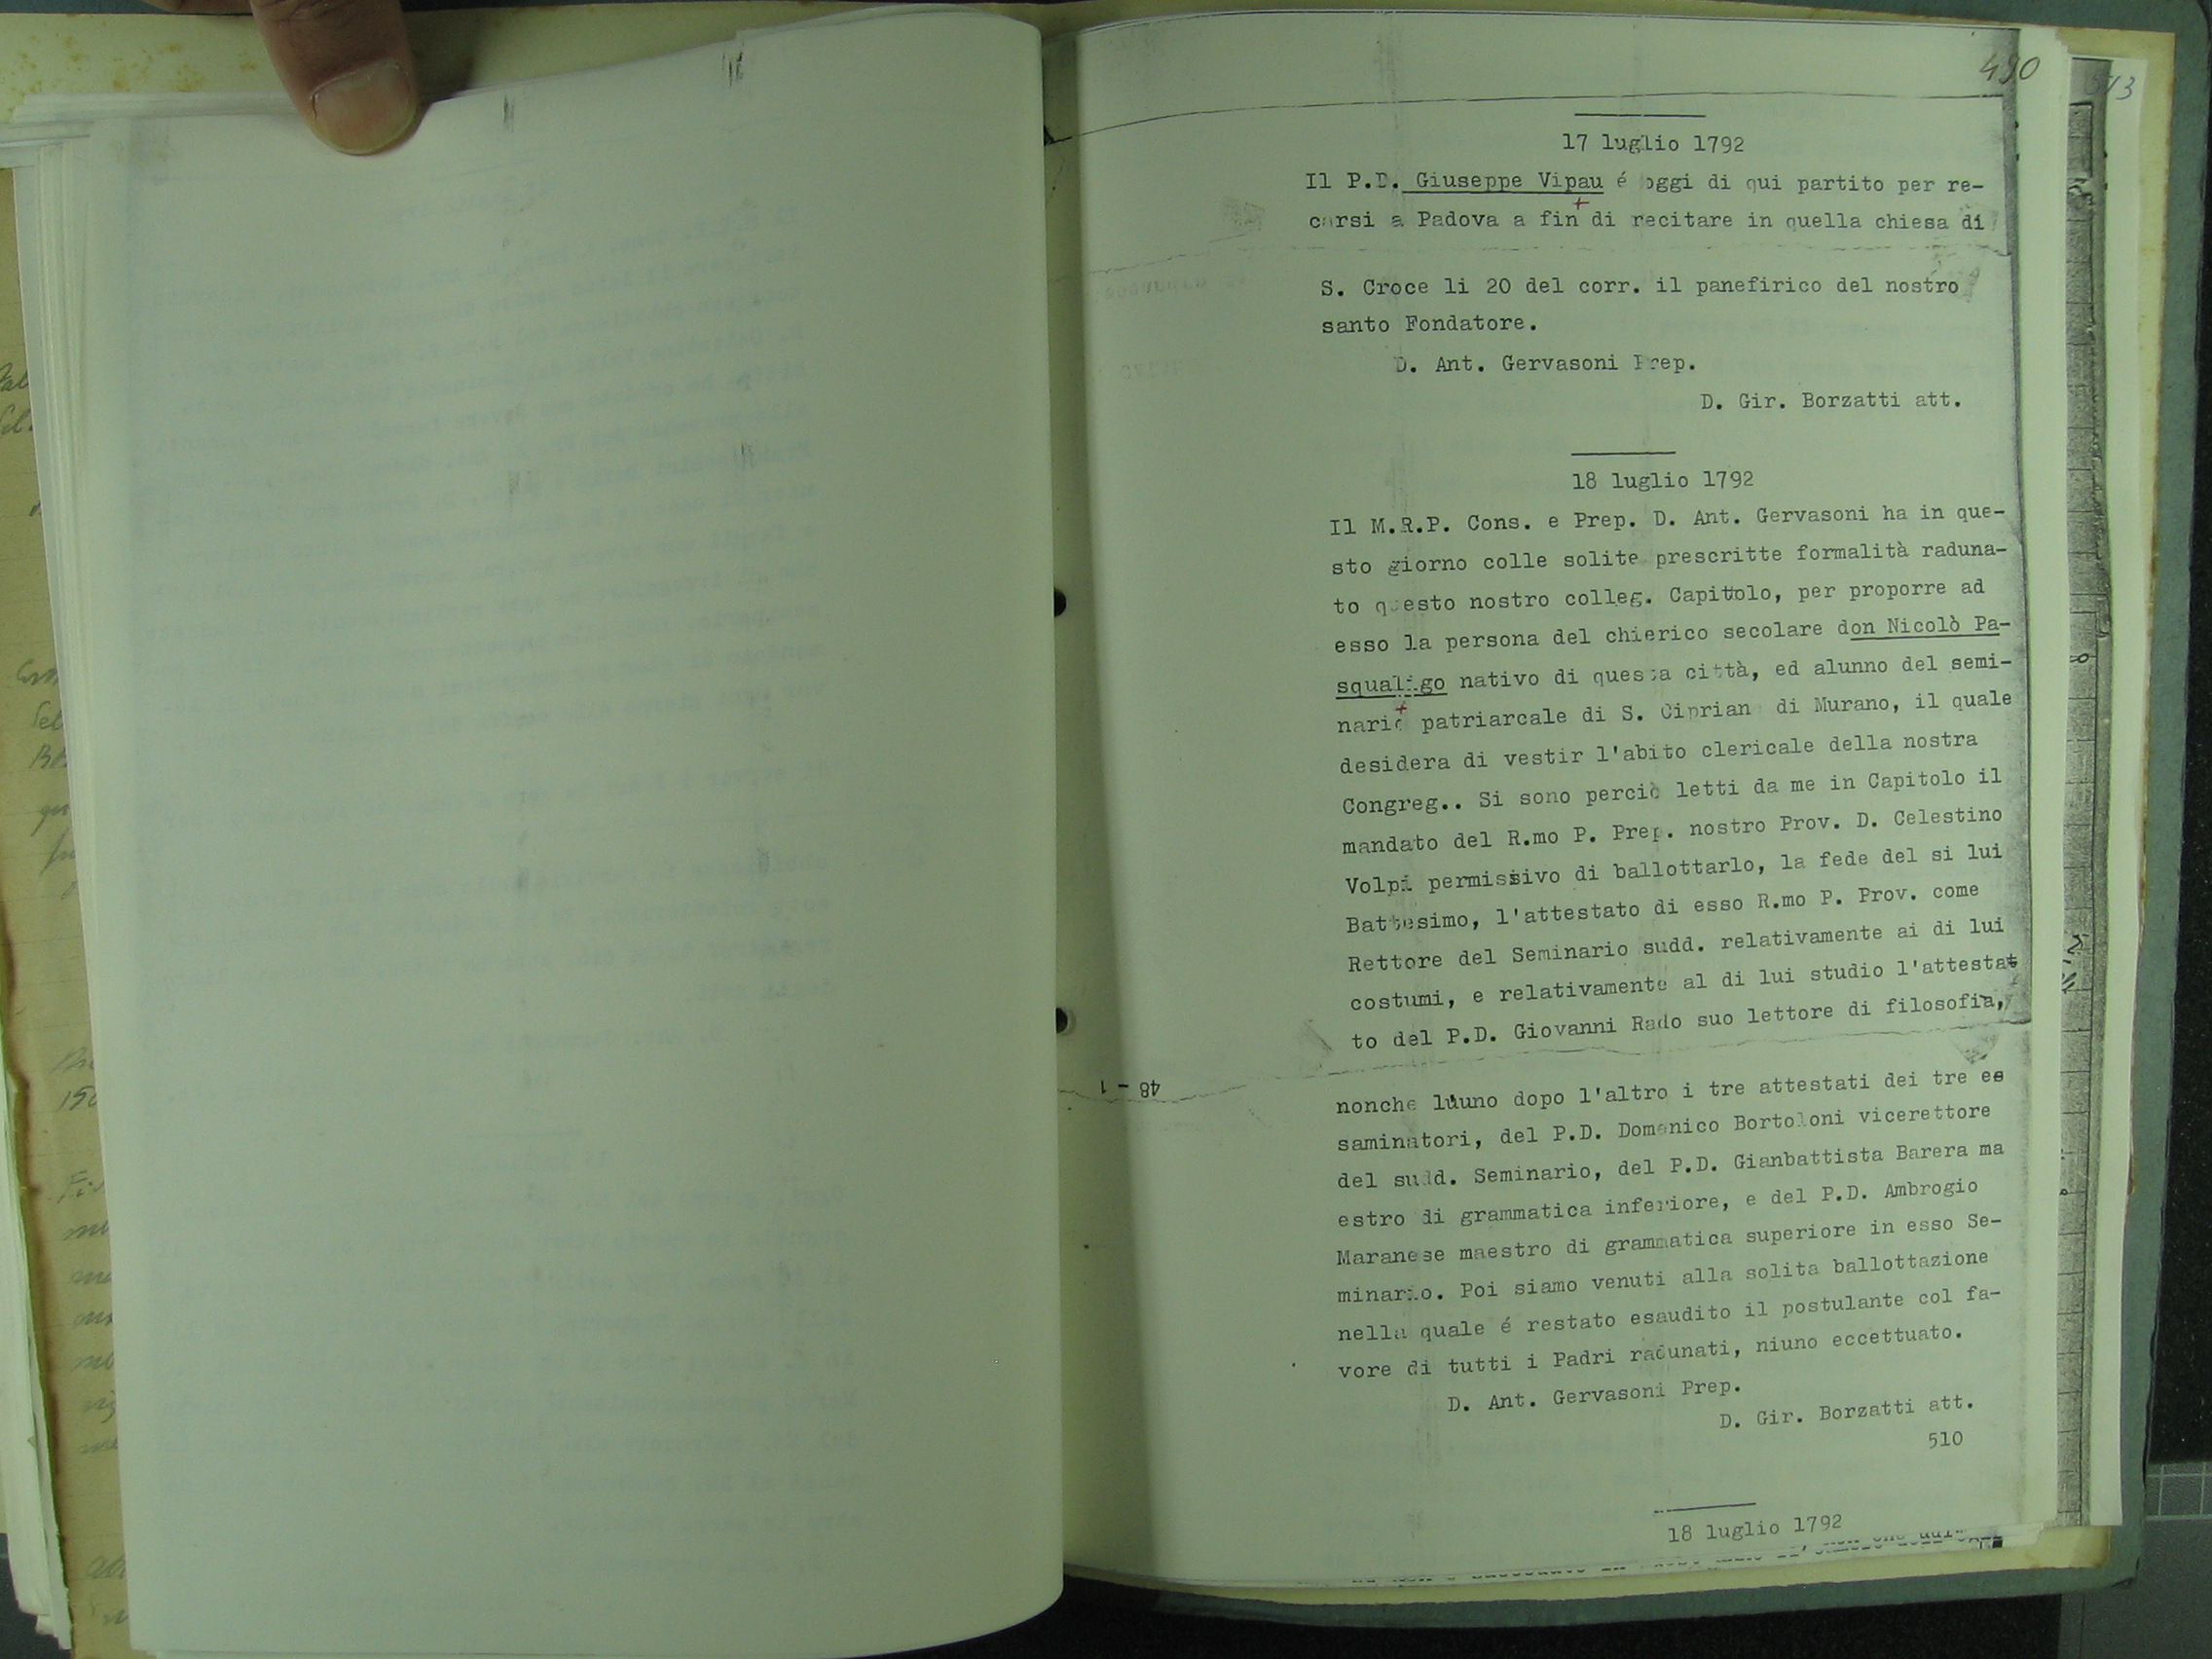 490
17 luglio 1792
Il P.D. Giuseppe Vipau é oggi di qui partito per re-
carsi a Padova a fin di recitare in quella chiesa di
S. Croce li 20 del corr. il panefirico del nostro
santo Fondatore.
D. Ant. Gervasoni Prep.
D. Gir. Borzatti att.
18 luglio 1792
Il M.R.P. Cons. e Prep. D. Ant. Gervasoni ha in que-
sto giorno colle solite prescritte formalità raduna-
to questo nostro colleg. Capitolo, per proporre ad
esso la persona del chierico secolare don Nicolò Pa-
squaligo nativo di questa città, ed alunno del semi-
nario patriarcale di S. Ciprian di Murano, il quale
desidera di vestir l'abito clericale della nostra
Congreg.. Si sono perciò letti da me in Capitolo il
mandato del R.mo P. Prep. nostro Prov. D. Celestino
Volpi permissivo di ballottarlo, la fede del si lui
Battesimo, l'attestato di esso R.mo P. Prov. come
Rettore del Seminario sudd. relativamente ai di lui
costumi, e relativamente al di lui studio l'attestat
to del P.D. Giovanni Rado suo lettore di filosofia,
48 - 1
nonche lúuno dopo l'altro i tre attestati dei tre es
saminatori, del P.D. Domenico Bortoloni vicerettore
del sudd. Seminario, del P.D. Gianbattista Barera ma
estro di grammatica inferiore, e del P.D. Ambrogio
Maranese maestro di grammatica superiore in esso Se-
minario. Poi siamo venuti alla solita ballottazione
nella quale é restato esaudito il postulante col fa-
vore di tutti i Padri radunati, niuno eccettuato.
D. Ant. Gervasoni Prep.
D. Gir. Borzatti att.
510
18 luglio 1792